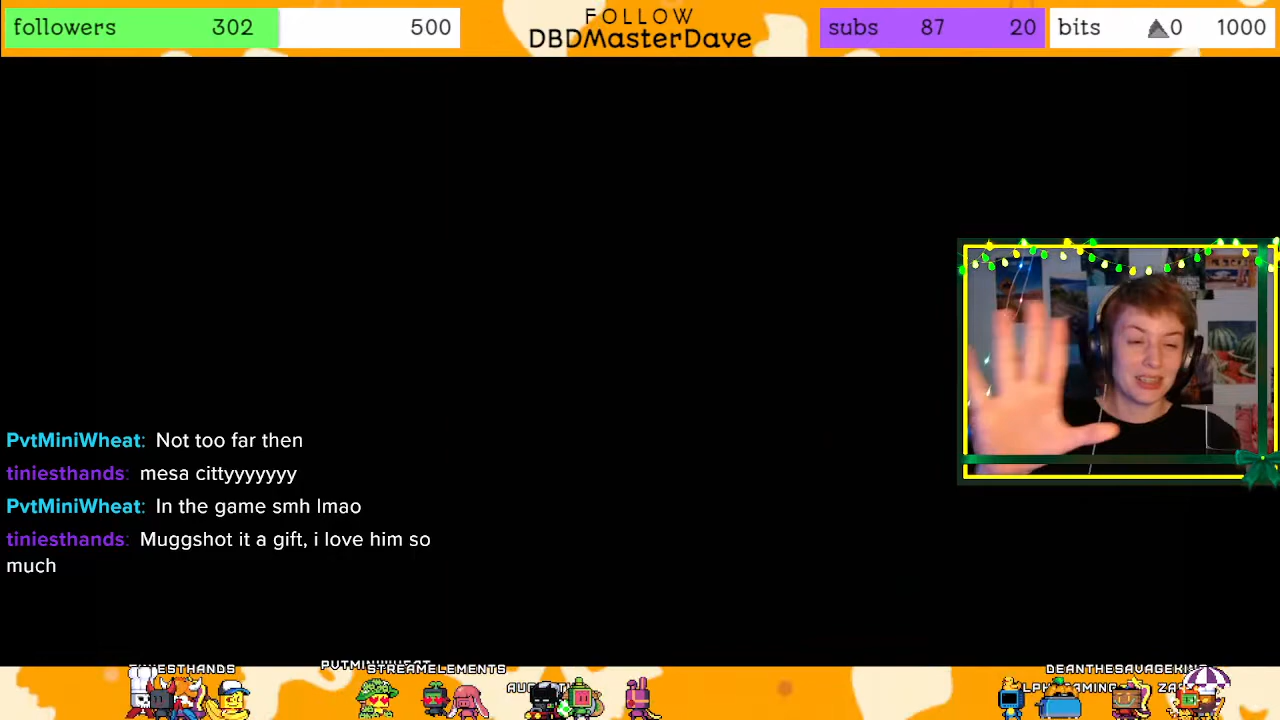 followers 302 500
FOLLOW
DBDMasterDave
subs 87 20
bits 0 1000
PvtMiniWheat: Not too far then
tiniesthands: mesa cittyyyyyyy
PvtMiniWheat: In the game smh lmao
tiniesthands: Muggshot it a gift, i love him so
much
STREAMELEMENTS